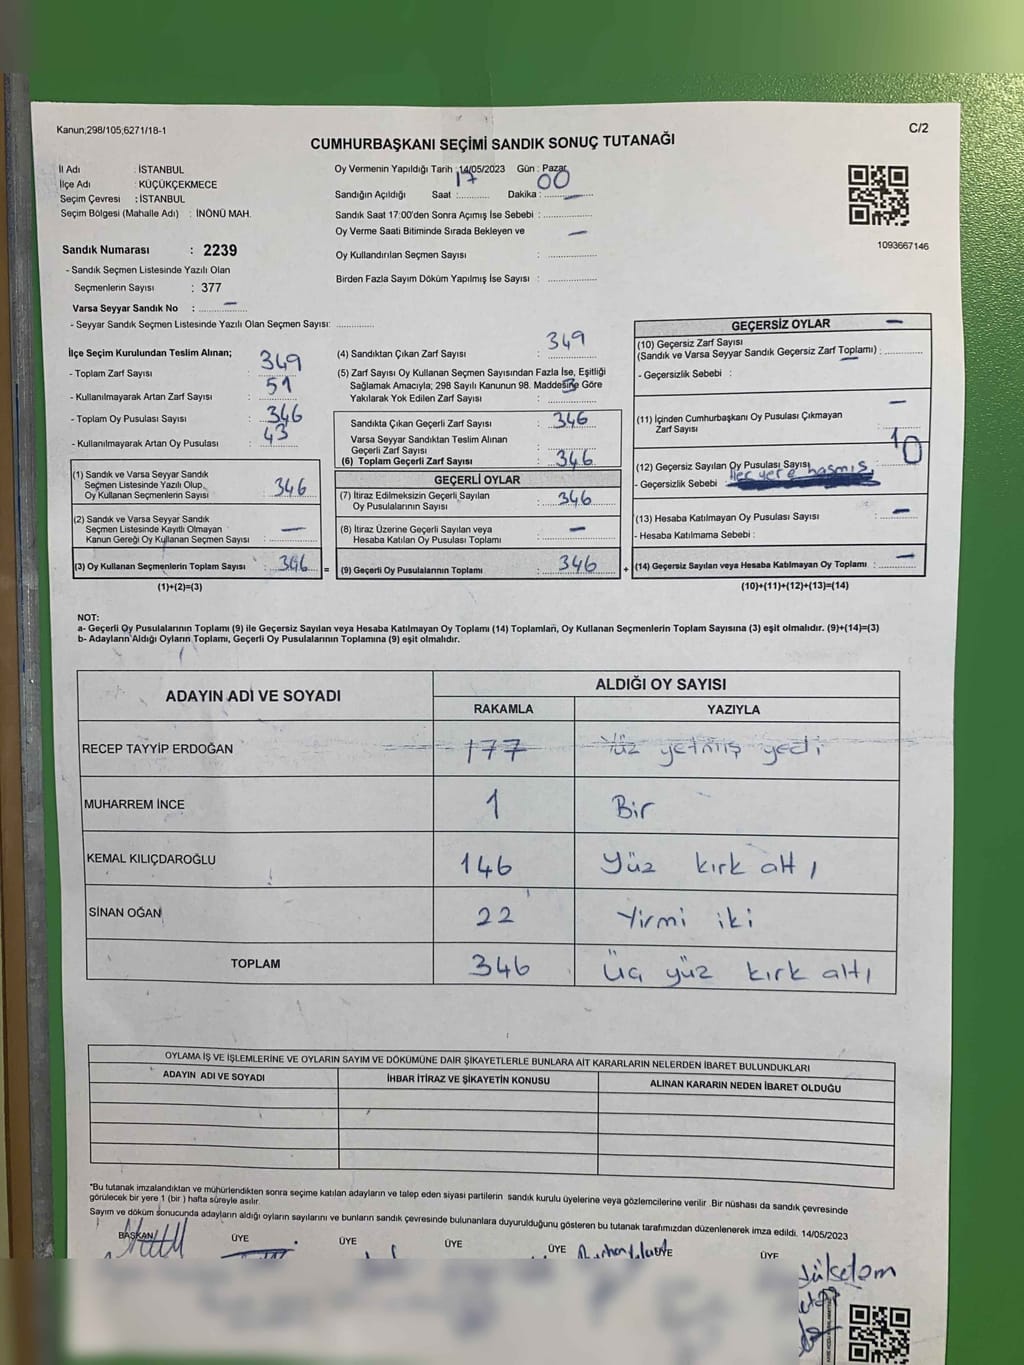 Kanun;298/105;6271/18-1
C/2
CUMHURBAŞKANI SEÇİMİ SANDIK SONUÇ TUTANAĞI
İl Adı : İSTANBUL
İlçe Adı : KÜÇÜKÇEKMECE
Seçim Çevresi : İSTANBUL
Seçim Bölgesi (Mahalle Adı) : İNÖNÜ MAH.
Sandık Numarası : 2239
- Sandık Seçmen Listesinde Yazılı Olan
Seçmenlerin Sayısı : 377
Varsa Seyyar Sandık No : –
- Seyyar Sandık Seçmen Listesinde Yazılı Olan Seçmen Sayısı: ..............
Oy Vermenin Yapıldığı Tarih : 14/05/2023 Gün : Pazar
Sandığın Açıldığı Saat : 17 Dakika : 00
Sandık Saat 17:00'den Sonra Açımış İse Sebebi : –
Oy Verme Saati Bitiminde Sırada Bekleyen ve
Oy Kullandırılan Seçmen Sayısı : ..............
Birden Fazla Sayım Döküm Yapılmış İse Sayısı : ..............
1093667146
İlçe Seçim Kurulundan Teslim Alınan;
- Toplam Zarf Sayısı : 349
- Kullanılmayarak Artan Zarf Sayısı : 51
- Toplam Oy Pusulası Sayısı : 346
- Kullanılmayarak Artan Oy Pusulası : 43
(1) Sandık ve Varsa Seyyar Sandık
Seçmen Listesinde Yazılı Olup,
Oy Kullanan Seçmenlerin Sayısı : 346
(2) Sandık ve Varsa Seyyar Sandık
Seçmen Listesinde Kayıtlı Olmayan
Kanun Gereği Oy Kullanan Seçmen Sayısı : –
(3) Oy Kullanan Seçmenlerin Toplam Sayısı : 346 =
(1)+(2)=(3)
(4) Sandıktan Çıkan Zarf Sayısı : 349
(5) Zarf Sayısı Oy Kullanan Seçmen Sayısından Fazla İse, Eşitliği
Sağlamak Amacıyla; 298 Sayılı Kanunun 98. Maddesine Göre
Yakılarak Yok Edilen Zarf Sayısı : 3
Sandıkta Çıkan Geçerli Zarf Sayısı : 346
Varsa Seyyar Sandıktan Teslim Alınan
Geçerli Zarf Sayısı :
(6) Toplam Geçerli Zarf Sayısı : 346
GEÇERLİ OYLAR
(7) İtiraz Edilmeksizin Geçerli Sayılan
Oy Pusulalarının Sayısı : 346
(8) İtiraz Üzerine Geçerli Sayılan veya
Hesaba Katılan Oy Pusulası Toplamı : –
(9) Geçerli Oy Pusulalarının Toplamı : 346 +
GEÇERSİZ OYLAR
(10) Geçersiz Zarf Sayısı
(Sandık ve Varsa Seyyar Sandık Geçersiz Zarf Toplamı) : –
- Geçersizlik Sebebi : –
(11) İçinden Cumhurbaşkanı Oy Pusulası Çıkmayan
Zarf Sayısı : –
(12) Geçersiz Sayılan Oy Pusulası Sayısı : 10
- Geçersizlik Sebebi : Her yere basmış
(13) Hesaba Katılmayan Oy Pusulası Sayısı : –
- Hesaba Katılmama Sebebi :
(14) Geçersiz Sayılan veya Hesaba Katılmayan Oy Toplamı : –
(10)+(11)+(12)+(13)=(14)
NOT:
a- Geçerli Oy Pusulalarının Toplamı (9) ile Geçersiz Sayılan veya Hesaba Katılmayan Oy Toplamı (14) Toplamları, Oy Kullanan Seçmenlerin Toplam Sayısına (3) eşit olmalıdır. (9)+(14)=(3)
b- Adayların Aldığı Oyların Toplamı, Geçerli Oy Pusulalarının Toplamına (9) eşit olmalıdır.
ADAYIN ADI VE SOYADI ALDIĞI OY SAYISI
RAKAMLA YAZIYLA
RECEP TAYYİP ERDOĞAN 177 Yüz yetmiş yedi
MUHARREM İNCE 1 Bir
KEMAL KILIÇDAROĞLU 146 Yüz kırk altı
SİNAN OĞAN 22 Yirmi iki
TOPLAM 346 Üç yüz kırk altı
OYLAMA İŞ VE İŞLEMLERİNE VE OYLARIN SAYIM VE DÖKÜMÜNE DAİR ŞİKAYETLERLE BUNLARA AİT KARARLARIN NELERDEN İBARET BULUNDUKLARI
ADAYIN ADI VE SOYADI İHBAR İTİRAZ VE ŞİKAYETİN KONUSU ALINAN KARARIN NEDEN İBARET OLDUĞU
*Bu tutanak imzalandıktan ve mühürlendikten sonra seçime katılan adayların ve talep eden siyasi partilerin sandık kurulu üyelerine veya gözlemcilerine verilir. Bir nüshası da sandık çevresinde
görülecek bir yere 1 (bir) hafta süreyle asılır.
Sayım ve döküm sonucunda adayların aldığı oyların sayılarını ve bunların sandık çevresinde bulunanlara duyurulduğunu gösteren bu tutanak tarafımızdan düzenlenerek imza edildi. 14/05/2023
BAŞKAN ÜYE ÜYE ÜYE ÜYE ÜYE ÜYE